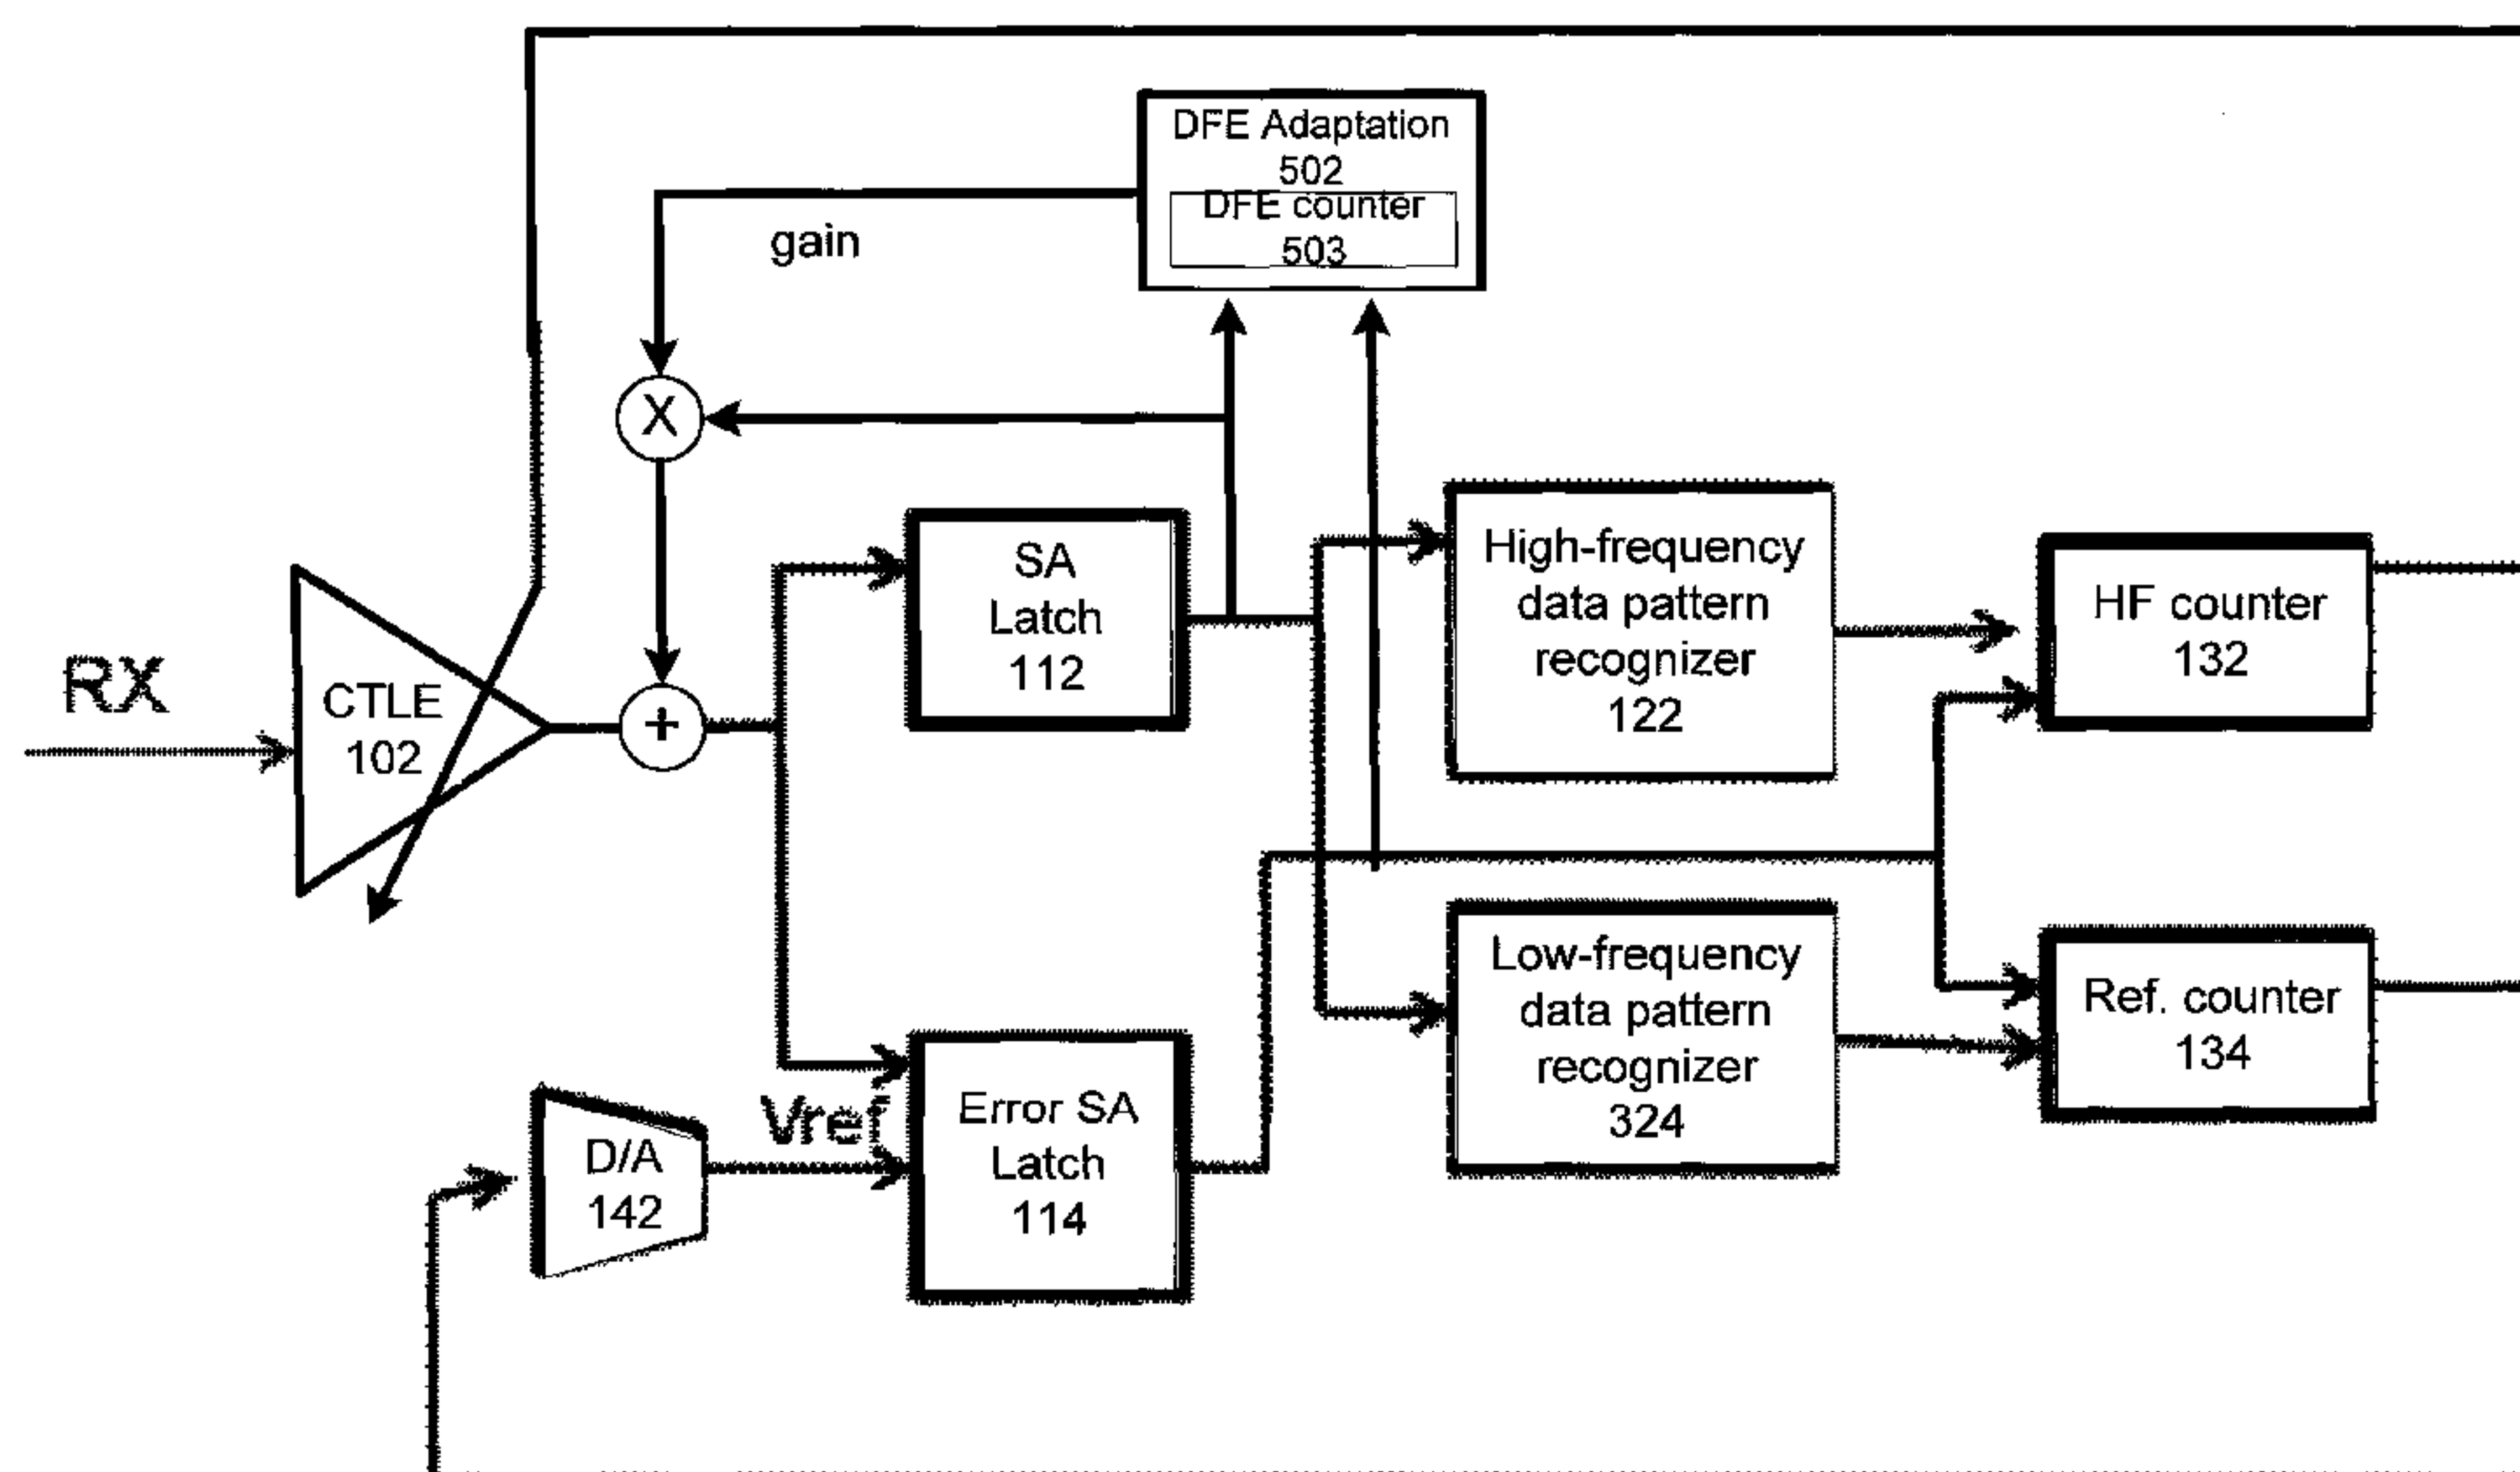 DFE Adaptation
502
DFE counter
503
gain
X
RX
CTLE
102
+
SA
Latch
112
High-frequency
data pattern
recognizer
122
HF counter
132
Low-frequency
data pattern
recognizer
324
Ref. counter
134
Vref
D/A
142
Error SA
Latch
114